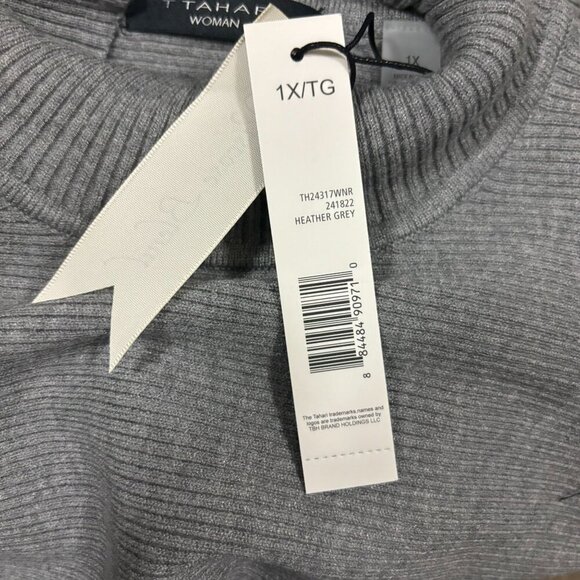 T TAHARI
WOMAN
1X
1X/TG
TH24317WNR
241822
HEATHER GREY
8 84484 90971 0
The Tahari trademarks names and
logos are trademarks owned by
TBH BRAND HOLDINGS LLC